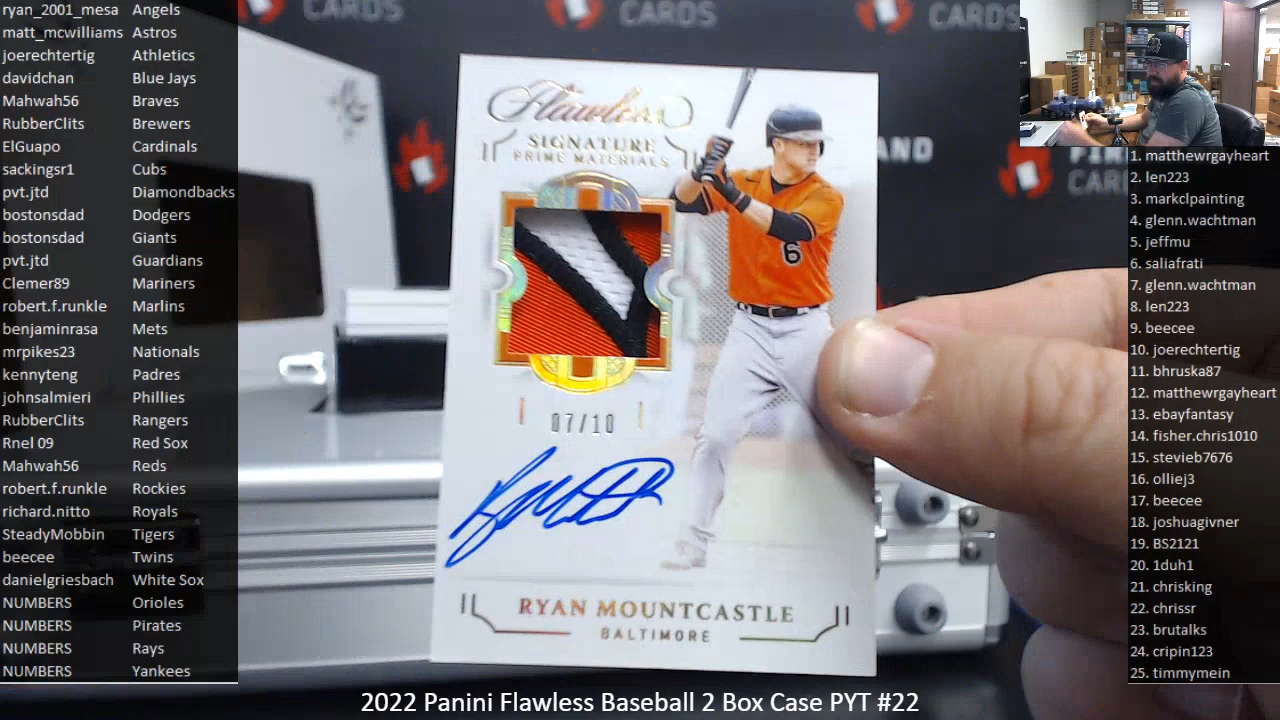 ryan_2001_mesa Angels
matt_mcwilliams Astros
joerechtertig Athletics
davidchan Blue Jays
Mahwah56 Braves
RubberClits Brewers
ElGuapo Cardinals
sackingsr1 Cubs
pvt.jtd Diamondbacks
bostonsdad Dodgers
bostonsdad Giants
pvt.jtd Guardians
Clemer89 Mariners
robert.f.runkle Marlins
benjaminrasa Mets
mrpikes23 Nationals
kennyteng Padres
johnsalmieri Phillies
RubberClits Rangers
Rnel 09 Red Sox
Mahwah56 Reds
robert.f.runkle Rockies
richard.nitto Royals
SteadyMobbin Tigers
beecee Twins
danielgriesbach White Sox
NUMBERS Orioles
NUMBERS Pirates
NUMBERS Rays
NUMBERS Yankees
CARDS
CARDS
CARDS
Flawless
SIGNATURE
PRIME MATERIALS
6
07/10
RYAN MOUNTCASTLE
BALTIMORE
1. matthewrgayheart
2. len223
3. markclpainting
4. glenn.wachtman
5. jeffmu
6. saliafrati
7. glenn.wachtman
8. len223
9. beecee
10. joerechtertig
11. bhruska87
12. matthewrgayheart
13. ebayfantasy
14. fisher.chris1010
15. stevieb7676
16. olliej3
17. beecee
18. joshuagivner
19. BS2121
20. 1duh1
21. chrisking
22. chrissr
23. brutalks
24. cripin123
25. timmymein
2022 Panini Flawless Baseball 2 Box Case PYT #22